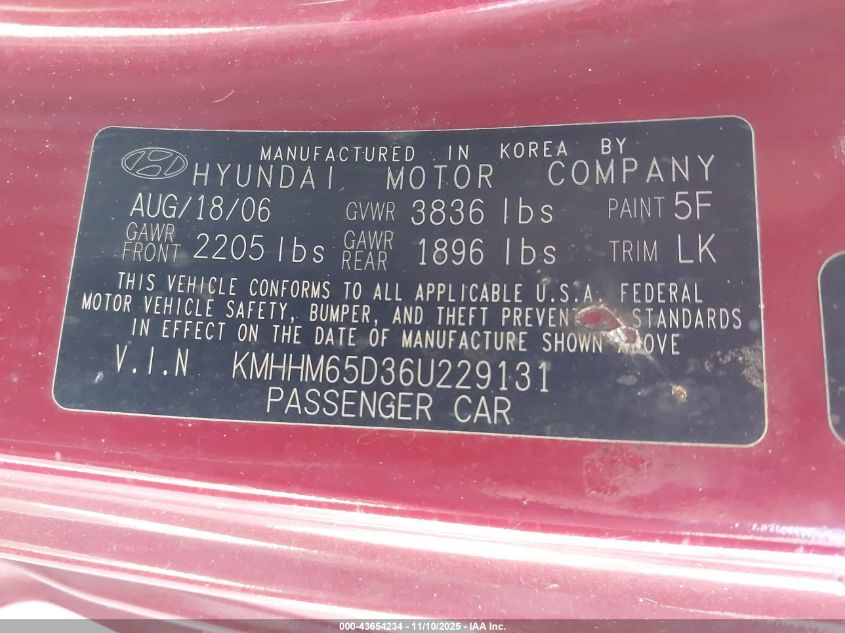 MANUFACTURED IN KOREA BY
HYUNDAI MOTOR COMPANY
AUG/18/06 GVWR 3836 lbs PAINT 5F
GAWR FRONT 2205 lbs GAWR REAR 1896 lbs TRIM LK
THIS VEHICLE CONFORMS TO ALL APPLICABLE U.S.A. FEDERAL
MOTOR VEHICLE SAFETY, BUMPER, AND THEFT PREVEN STANDARDS
IN EFFECT ON THE DATE OF MANUFACTURE SHOWN A OVE
V.I.N KMHHM65D36U229131
PASSENGER CAR
000-43654234 - 11/10/2025 - IAA Inc.